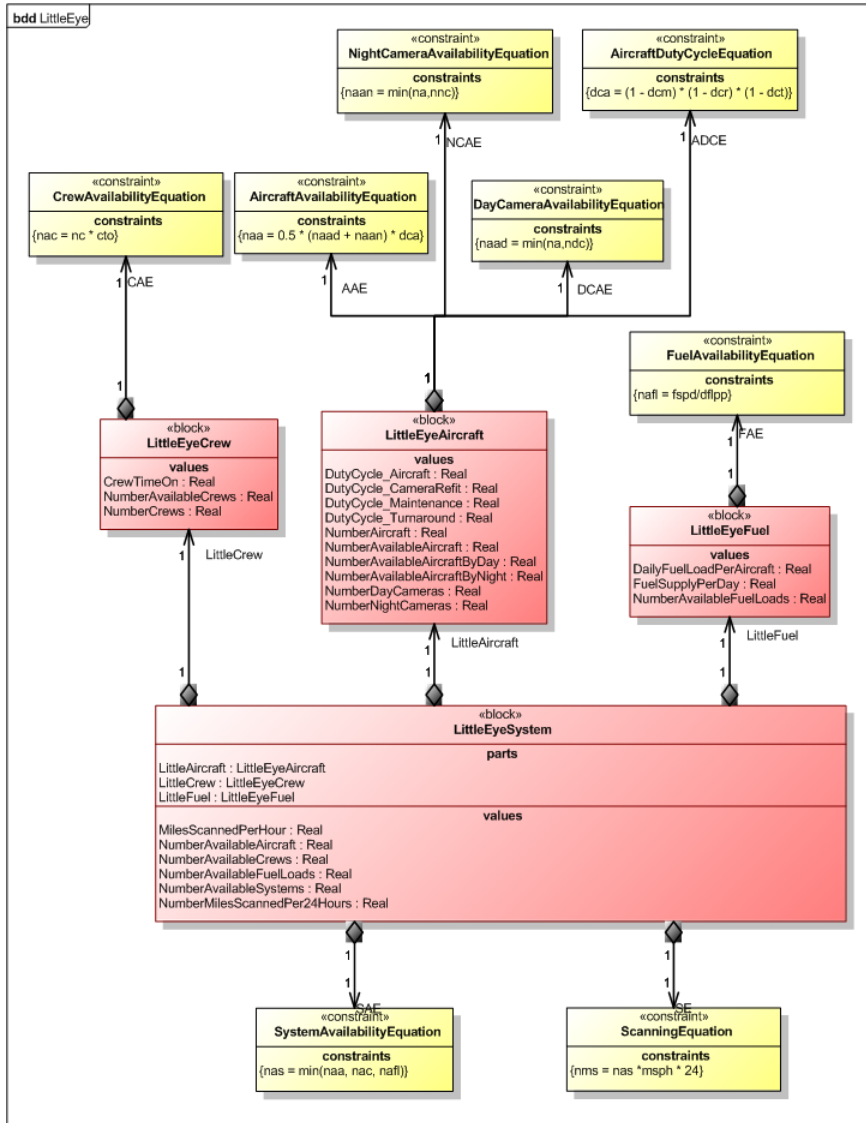 bdd LittleEye
«constraint»
NightCameraAvailabilityEquation
constraints
{naan = min(na,nnc)}
«constraint»
AircraftDutyCycleEquation
constraints
{dca = (1 - dcm) * (1 - dcr) * (1 - dct)}
1
NCAE
1
ADCE
«constraint»
CrewAvailabilityEquation
constraints
{nac = nc * cto}
«constraint»
AircraftAvailabilityEquation
constraints
{naa = 0.5 * (naad + naan) * dca}
«constraint»
DayCameraAvailabilityEquation
constraints
{naad = min(na,ndc)}
1
CAE
1
AAE
1
DCAE
«constraint»
FuelAvailabilityEquation
constraints
{nafl = fspd/dflpp}
1
1
1
FAE
1
«block»
LittleEyeCrew
values
CrewTimeOn : Real
NumberAvailableCrews : Real
NumberCrews : Real
«block»
LittleEyeAircraft
values
DutyCycle_Aircraft : Real
DutyCycle_CameraRefit : Real
DutyCycle_Maintenance : Real
DutyCycle_Turnaround : Real
NumberAircraft : Real
NumberAvailableAircraft : Real
NumberAvailableAircraftByDay : Real
NumberAvailableAircraftByNight : Real
NumberDayCameras : Real
NumberNightCameras : Real
«block»
LittleEyeFuel
values
DailyFuelLoadPerAircraft : Real
FuelSupplyPerDay : Real
NumberAvailableFuelLoads : Real
1
LittleCrew
1
LittleAircraft
1
LittleFuel
1
1
1
«block»
LittleEyeSystem
parts
LittleAircraft : LittleEyeAircraft
LittleCrew : LittleEyeCrew
LittleFuel : LittleEyeFuel
values
MilesScannedPerHour : Real
NumberAvailableAircraft : Real
NumberAvailableCrews : Real
NumberAvailableFuelLoads : Real
NumberAvailableSystems : Real
NumberMilesScannedPer24Hours : Real
1
1
SAE
1
1
SE
«constraint»
SystemAvailabilityEquation
constraints
{nas = min(naa, nac, nafl)}
«constraint»
ScanningEquation
constraints
{nms = nas *msph * 24}